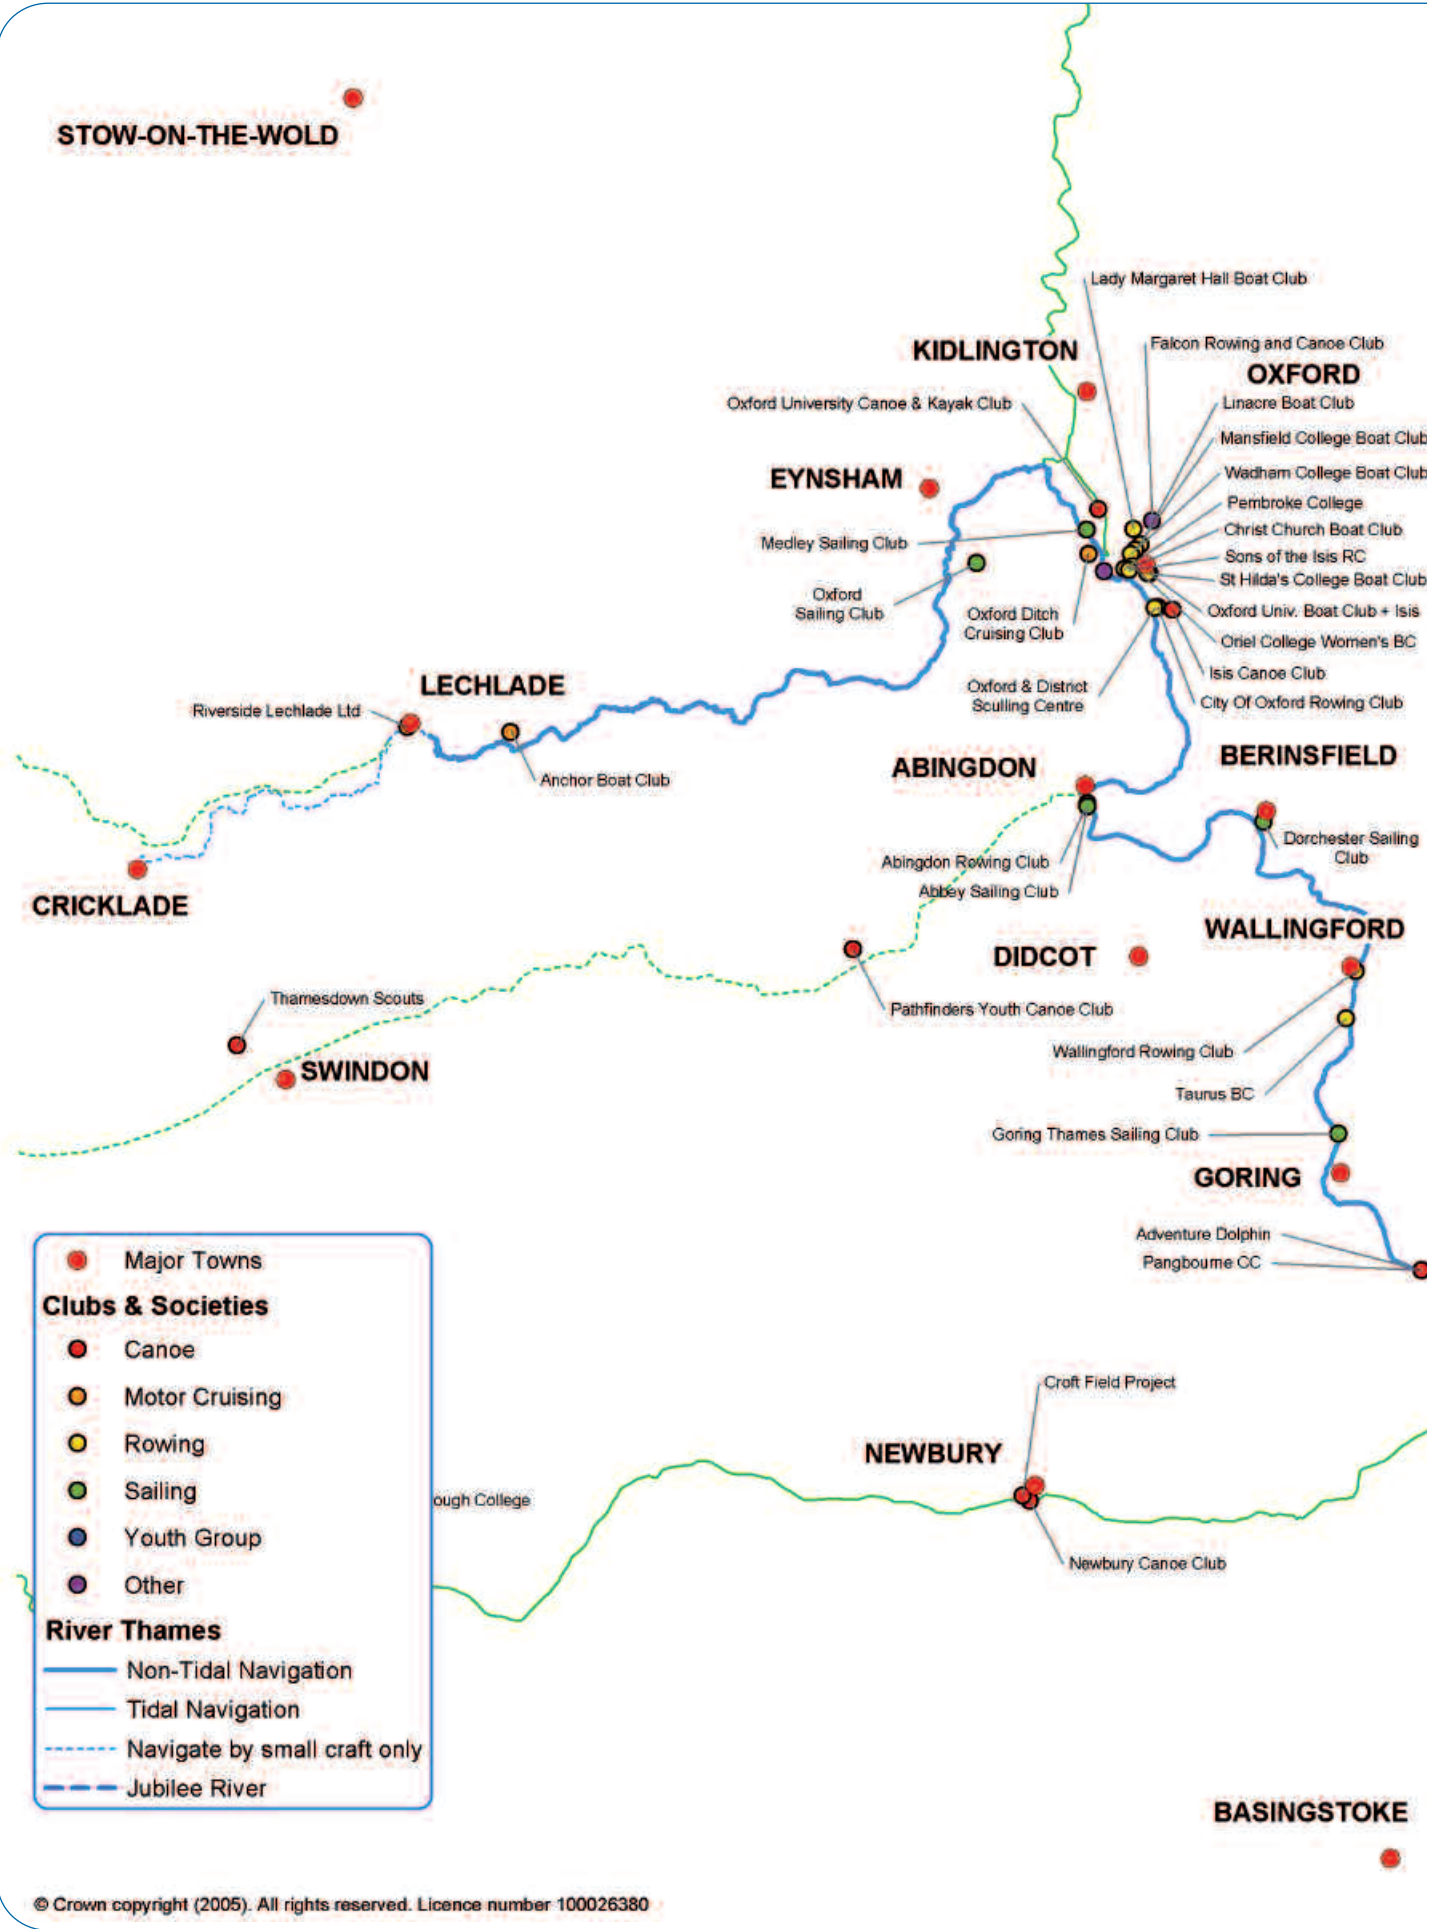 STOW-ON-THE-WOLD
Lady Margaret Hall Boat Club
KIDLINGTON
Falcon Rowing and Canoe Club
OXFORD
Oxford University Canoe & Kayak Club
Linacre Boat Club
Mansfield College Boat Club
EYNSHAM
Wadham College Boat Club
Pembroke College
Christ Church Boat Club
Medley Sailing Club
Sons of the Isis RC
St Hilda's College Boat Club
Oxford
Sailing Club
Oxford Ditch
Cruising Club
Oxford Univ. Boat Club + Isis
Oriel College Women's BC
Isis Canoe Club
LECHLADE
Oxford & District
Sculling Centre
City Of Oxford Rowing Club
Riverside Lechlade Ltd
BERINSFIELD
ABINGDON
Anchor Boat Club
Dorchester Sailing
Club
Abingdon Rowing Club
Abbey Sailing Club
CRICKLADE
WALLINGFORD
DIDCOT
Thamesdown Scouts
Pathfinders Youth Canoe Club
Wallingford Rowing Club
SWINDON
Taurus BC
Goring Thames Sailing Club
GORING
Adventure Dolphin
Pangbourne CC
Major Towns
Clubs & Societies
Canoe
Motor Cruising
Rowing
Sailing
Youth Group
Other
River Thames
Non-Tidal Navigation
Tidal Navigation
Navigate by small craft only
Jubilee River
Croft Field Project
NEWBURY
ough College
Newbury Canoe Club
BASINGSTOKE
© Crown copyright (2005). All rights reserved. Licence number 100026380